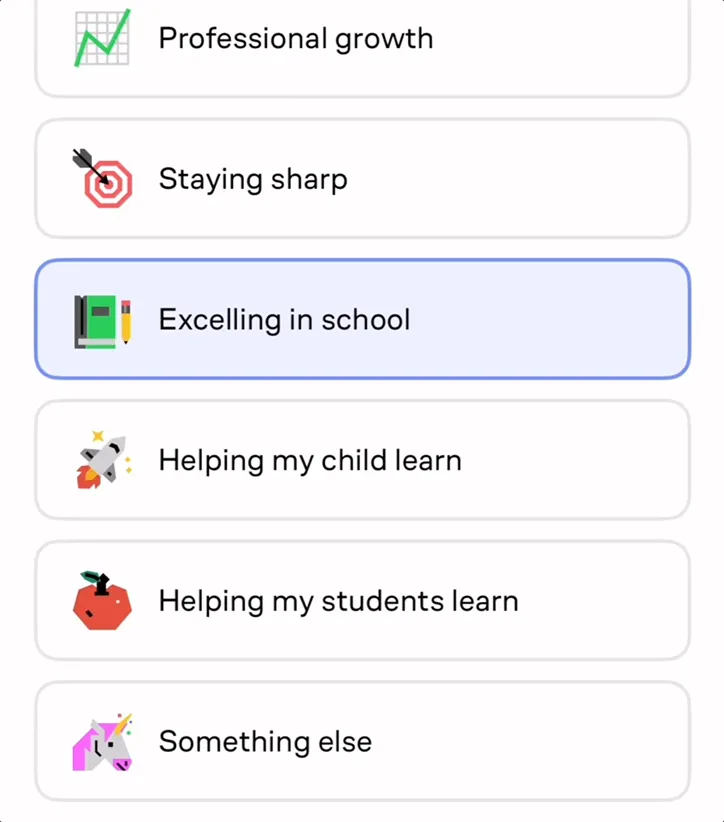 Professional growth
Staying sharp
Excelling in school
Helping my child learn
Helping my students learn
Something else